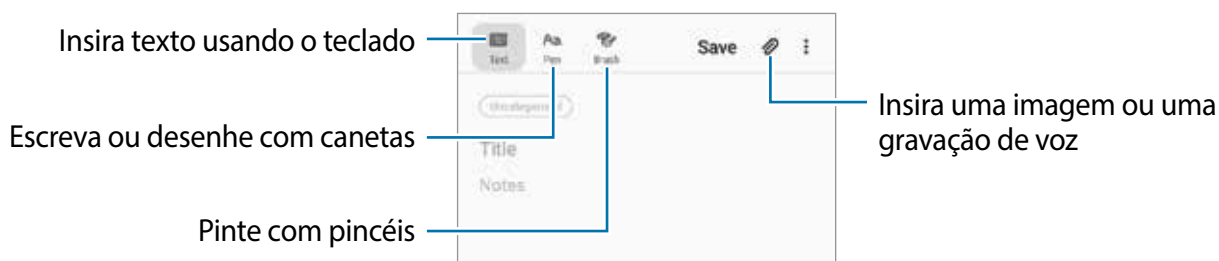 Insira texto usando o teclado
Aa
Save
Text
Pen
Brush
Insira uma imagem ou uma
gravação de voz
Escreva ou desenhe com canetas
Title
Notes
Pinte com pincéis